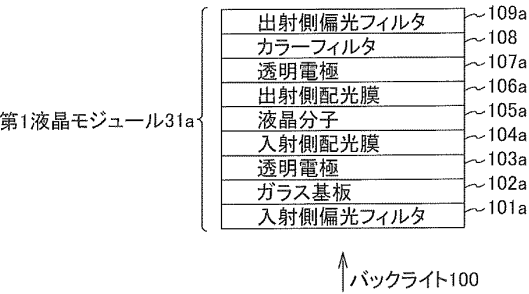 出射側偏光フィルタ 109a
カラーフィルタ 108
透明電極 107a
出射側配光膜 106a
第1液晶モジュール31a 液晶分子 105a
入射側配光膜 104a
透明電極 103a
ガラス基板 102a
入射側偏光フィルタ 101a
バックライト100